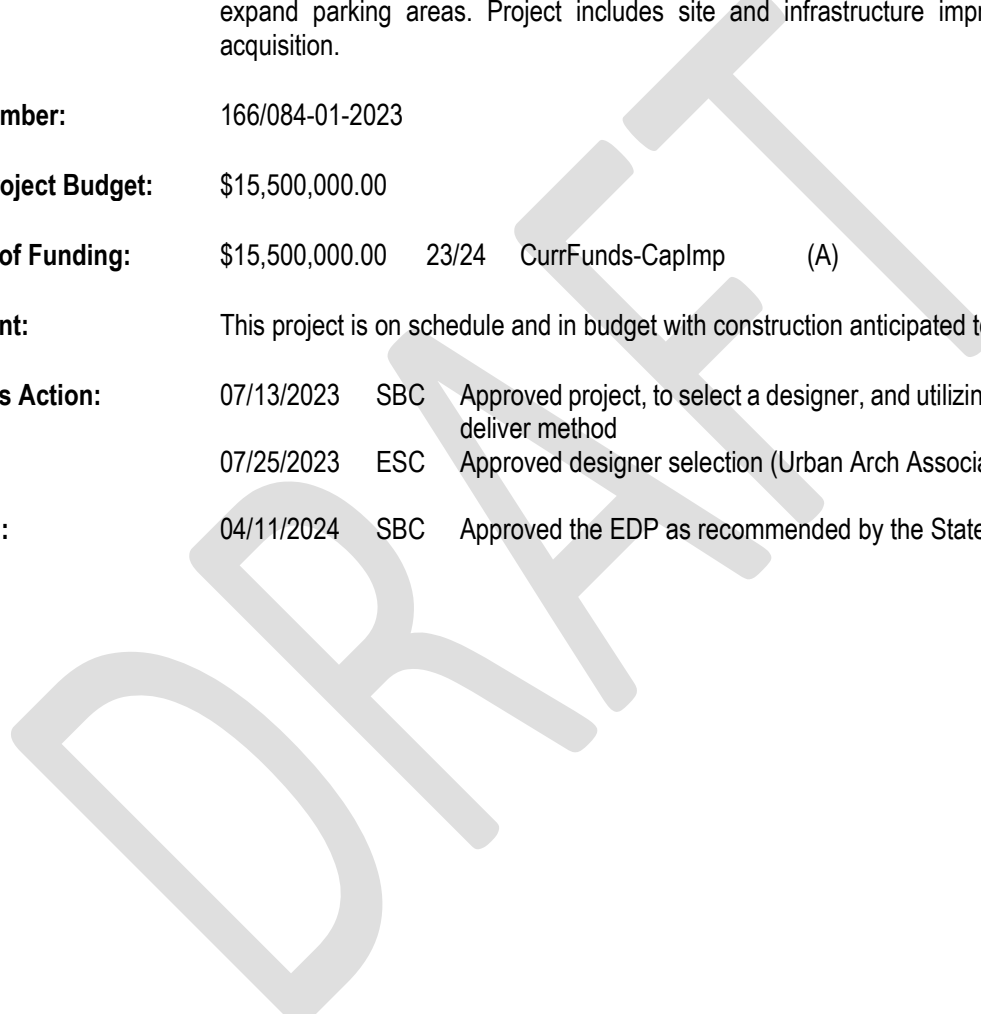 expand parking areas. Project includes site and infrastructure impr
acquisition.
mber: 166/084-01-2023
oject Budget: $15,500,000.00
of Funding: $15,500,000.00 23/24 CurrFunds-CapImp (A)
nt: This project is on schedule and in budget with construction anticipated t
s Action: 07/13/2023 SBC Approved project, to select a designer, and utilizin
deliver method
07/25/2023 ESC Approved designer selection (Urban Arch Associa
: 04/11/2024 SBC Approved the EDP as recommended by the State
DRAFT